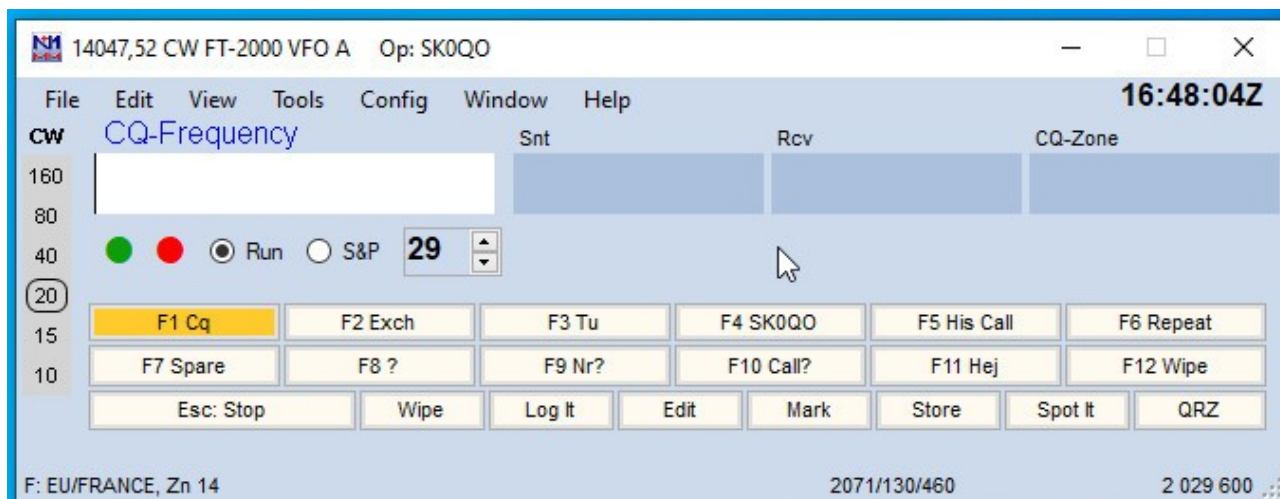 N1MM 14047,52 CW FT-2000 VFO A Op: SK0QO
File Edit View Tools Config Window Help 16:48:04Z
CW CQ-Frequency Snt Rcv CQ-Zone
160
80
40 Run S&P 29
20
F1 Cq F2 Exch F3 Tu F4 SK0QO F5 His Call F6 Repeat
15
F7 Spare F8 ? F9 Nr? F10 Call? F11 Hej F12 Wipe
10
Esc: Stop Wipe Log It Edit Mark Store Spot It QRZ
F: EU/FRANCE, Zn 14 2071/130/460 2 029 600